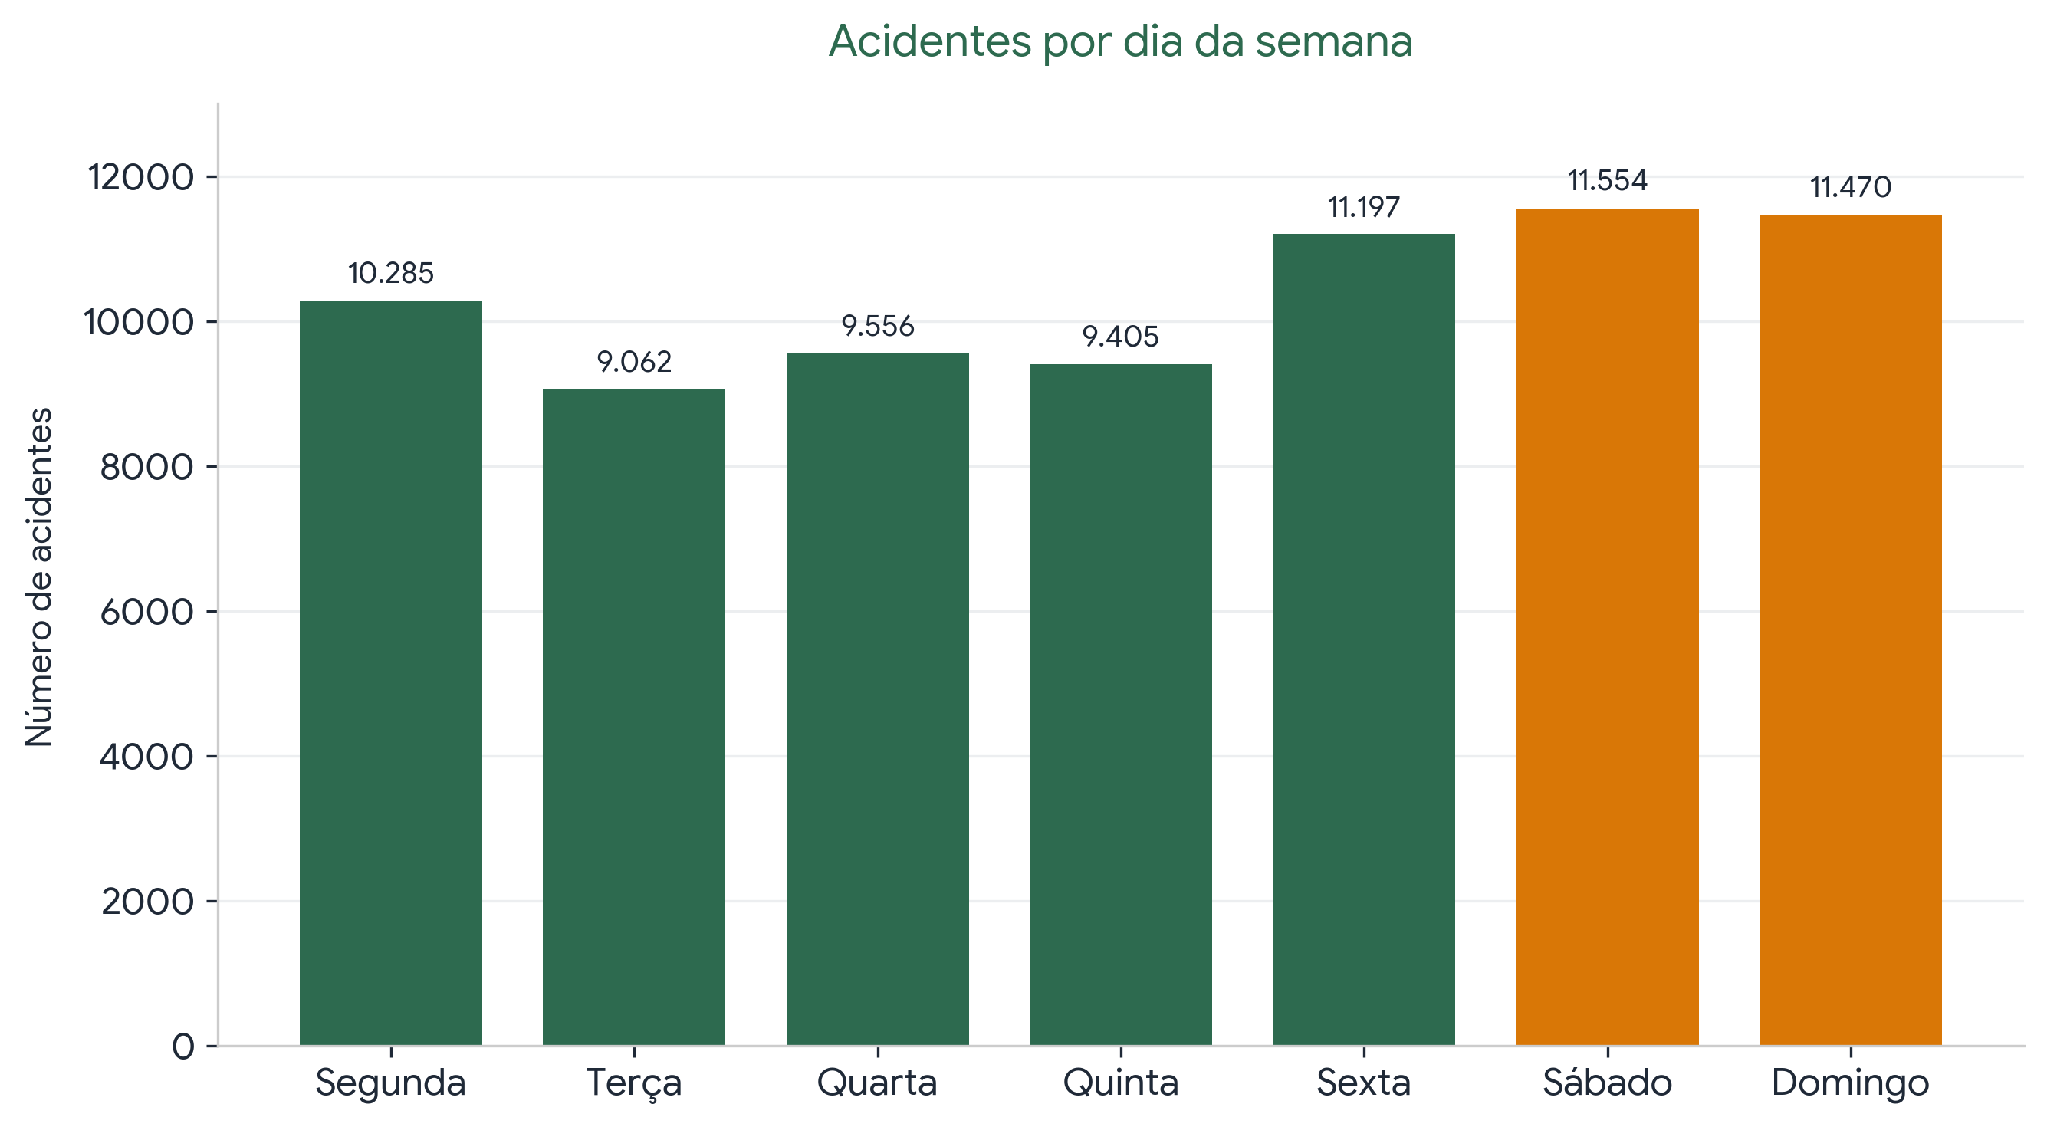 Acidentes por dia da semana
Número de acidentes
12000
10000
8000
6000
4000
2000
0
10.285
9.062
9.556
9.405
11.197
11.554
11.470
Segunda
Terça
Quarta
Quinta
Sexta
Sábado
Domingo